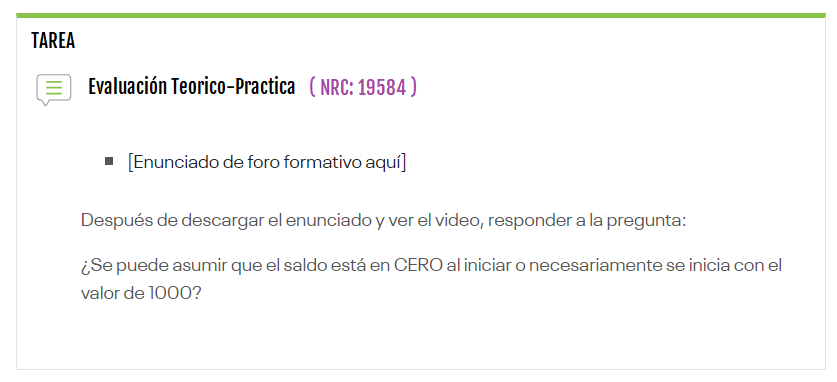 TAREA
Evaluación Teorico-Practica ( NRC: 19584 )
[Enunciado de foro formativo aquí]
Después de descargar el enunciado y ver el video, responder a la pregunta:
¿Se puede asumir que el saldo está en CERO al iniciar o necesariamente se inicia con el
valor de 1000?